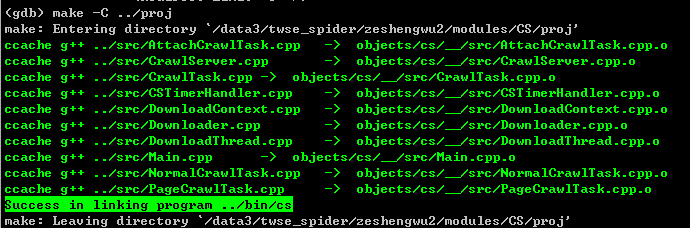 (gdb) make -C ../proj
make: Entering directory `/data3/twse_spider/zeshengwu2/modules/CS/proj'
ccache g++ ../src/AttachCrawlTask.cpp -> objects/cs/__/src/AttachCrawlTask.cpp.o
ccache g++ ../src/CrawlServer.cpp -> objects/cs/__/src/CrawlServer.cpp.o
ccache g++ ../src/CrawlTask.cpp -> objects/cs/__/src/CrawlTask.cpp.o
ccache g++ ../src/CSTimerHandler.cpp -> objects/cs/__/src/CSTimerHandler.cpp.o
ccache g++ ../src/DownloadContext.cpp -> objects/cs/__/src/DownloadContext.cpp.o
ccache g++ ../src/Downloader.cpp -> objects/cs/__/src/Downloader.cpp.o
ccache g++ ../src/DownloadThread.cpp -> objects/cs/__/src/DownloadThread.cpp.o
ccache g++ ../src/Main.cpp -> objects/cs/__/src/Main.cpp.o
ccache g++ ../src/NormalCrawlTask.cpp -> objects/cs/__/src/NormalCrawlTask.cpp.o
ccache g++ ../src/PageCrawlTask.cpp -> objects/cs/__/src/PageCrawlTask.cpp.o
Success in linking program ../bin/cs
make: Leaving directory `/data3/twse_spider/zeshengwu2/modules/CS/proj'